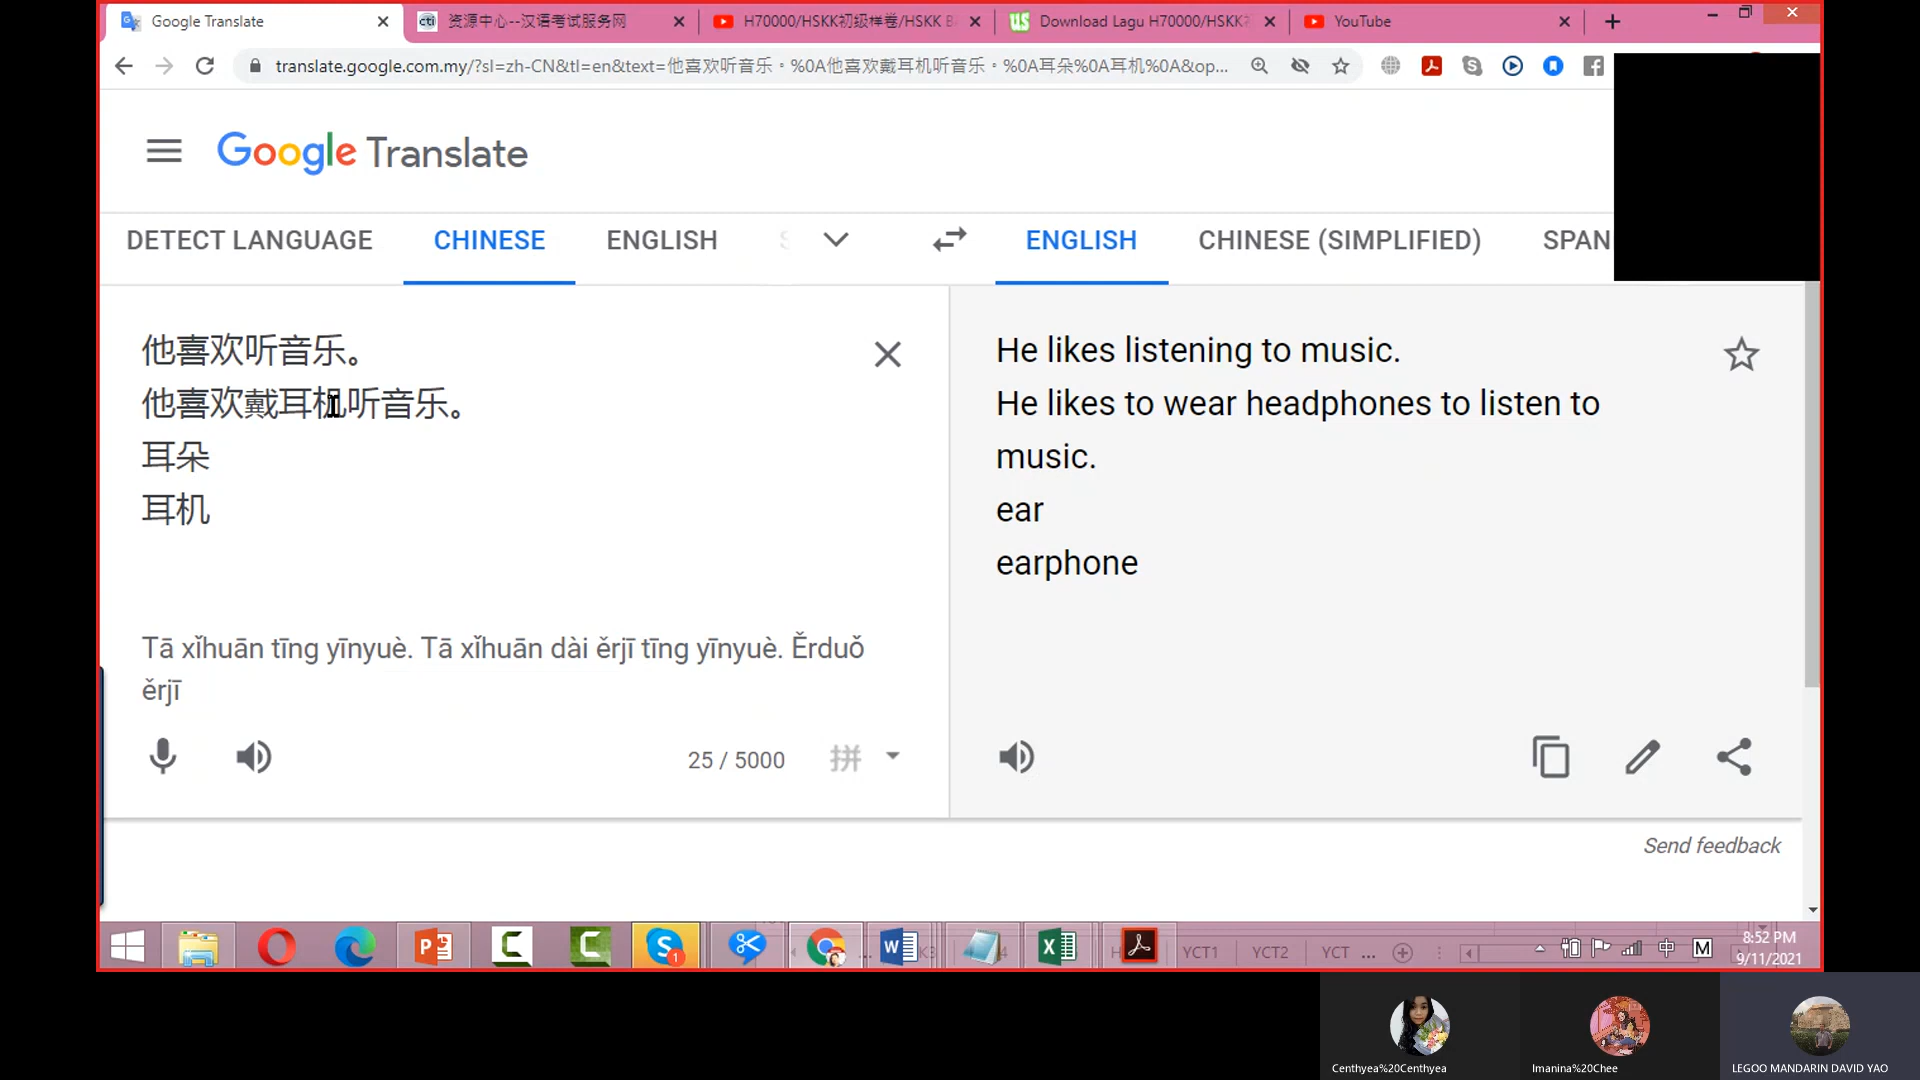 Google Translate
资源中心--汉语考试服务网
H70000/HSKK初级样卷/HSKK B
Download Lagu H70000/HSKK初
YouTube
translate.google.com.my/?sl=zh-CN&tl=en&text=他喜欢听音乐。%0A他喜欢戴耳机听音乐。%0A耳朵%0A耳机%0A&op...
Google Translate
DETECT LANGUAGE
CHINESE
ENGLISH
ENGLISH
CHINESE (SIMPLIFIED)
SPAN
他喜欢听音乐。
他喜欢戴耳机听音乐。
耳朵
耳机
He likes listening to music.
He likes to wear headphones to listen to
music.
ear
earphone
Tā xǐhuān tīng yīnyuè. Tā xǐhuān dài ěrjī tīng yīnyuè. Ěrduǒ
ěrjī
25 / 5000
拼
Send feedback
YCT1
YCT2
YCT ...
中
M
8:52 PM
9/11/2021
Centhyea%20Centhyea
Imanina%20Chee
LEGOO MANDARIN DAVID YAO